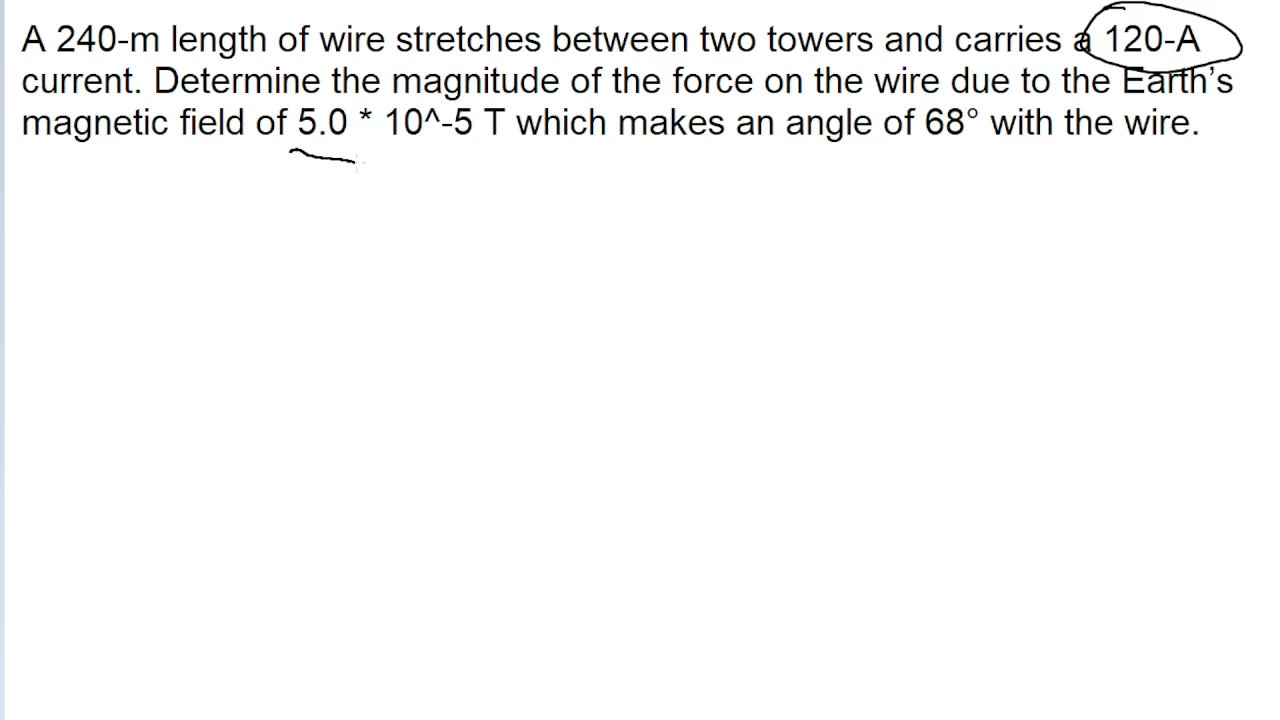 A 240-m length of wire stretches between two towers and carries a 120-A
current. Determine the magnitude of the force on the wire due to the Earth’s
magnetic field of 5.0 * 10^-5 T which makes an angle of 68° with the wire.